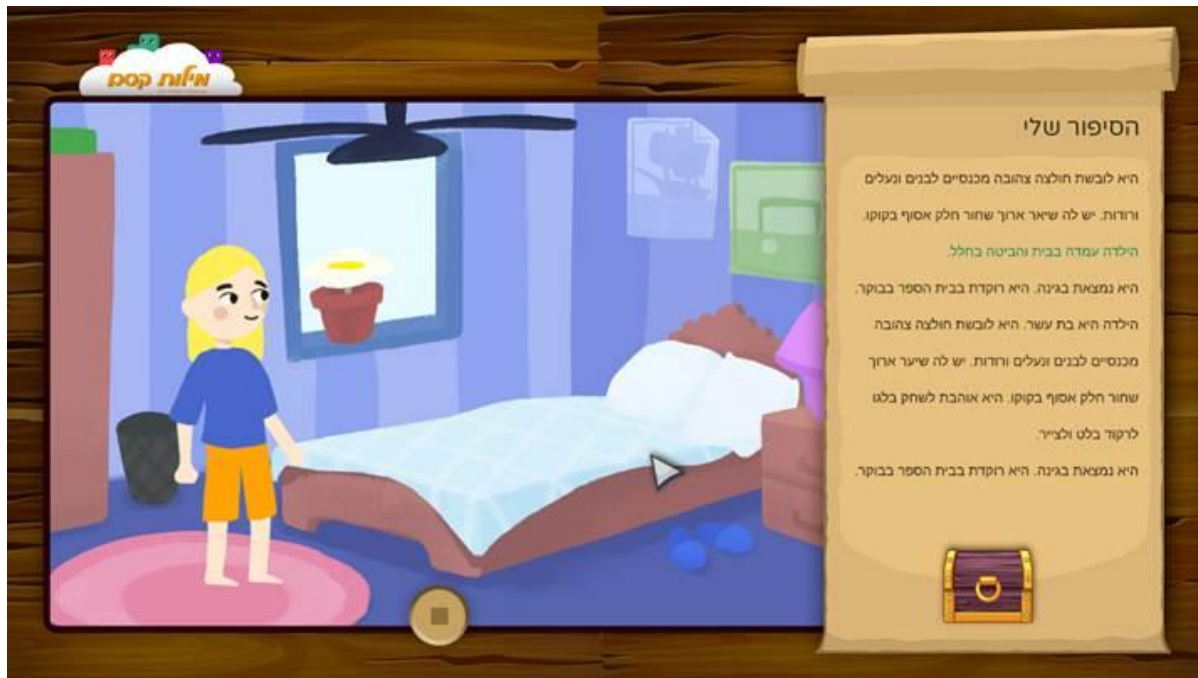 מילות קסם
הסיפור שלי
היא לובשת חולצה צהובה מכנסיים לבנים ונעלים
ורודות. יש לה שיאר ארוך שחור חלק אסוף בקוקו.
הילדה עמדה בבית והביטה בחלל.
היא נמצאת בגינה. היא רוקדת בבית הספר בבוקר.
הילדה היא בת עשר. היא לובשת חולצה צהובה
מכנסיים לבנים ונעלים ורודות. יש לה שיער ארוך
שחור חלק אסוף בקוקו. היא אוהבת לשחק בלגו
לרקוד בלט ולצייר.
היא נמצאת בגינה. היא רוקדת בבית הספר בבוקר.